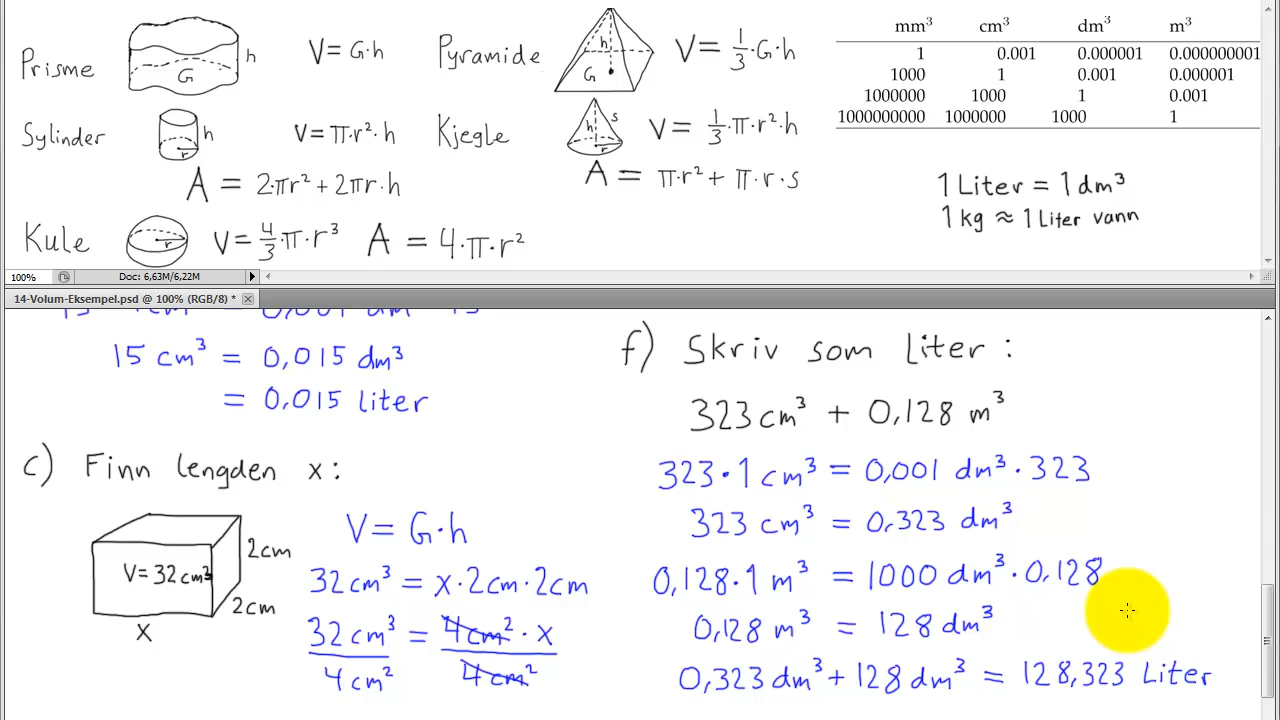 Prisme h G V = G·h
Pyramide h G V = 1/3·G·h
Sylinder h r V = π·r²·h
Kjegle h s r V = 1/3·π·r²·h
A = 2·πr² + 2πr·h
A = π·r² + π·r·s
Kule r V = 4/3·π·r³ A = 4·π·r²
mm³ cm³ dm³ m³
1 0.001 0.000001 0.000000001
1000 1 0.001 0.000001
1000000 1000 1 0.001
1000000000 1000000 1000 1
1 Liter = 1 dm³
1 kg ≈ 1 Liter vann
100% Doc: 6,63M/6,22M
14-Volum-Eksempel.psd @ 100% (RGB/8) *
15 cm³ = 0,015 dm³
= 0,015 liter
c) Finn lengden x:
V = 32 cm³
2cm
2cm
x
V = G·h
32 cm³ = x·2cm·2cm
32 cm³ = 4cm²·x
4 cm² 4cm²
f) Skriv som Liter:
323 cm³ + 0,128 m³
323·1 cm³ = 0,001 dm³·323
323 cm³ = 0,323 dm³
0,128·1 m³ = 1000 dm³·0,128
0,128 m³ = 128 dm³
0,323 dm³ + 128 dm³ = 128,323 Liter